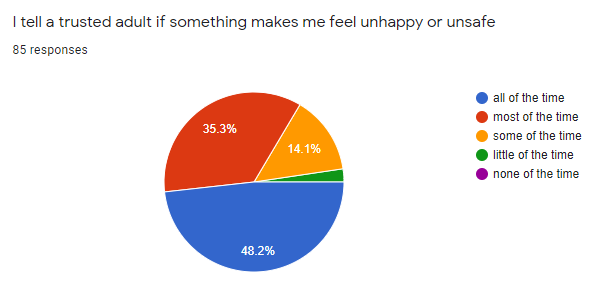 I tell a trusted adult if something makes me feel unhappy or unsafe
85 responses
35.3%
14.1%
48.2%
all of the time
most of the time
some of the time
little of the time
none of the time